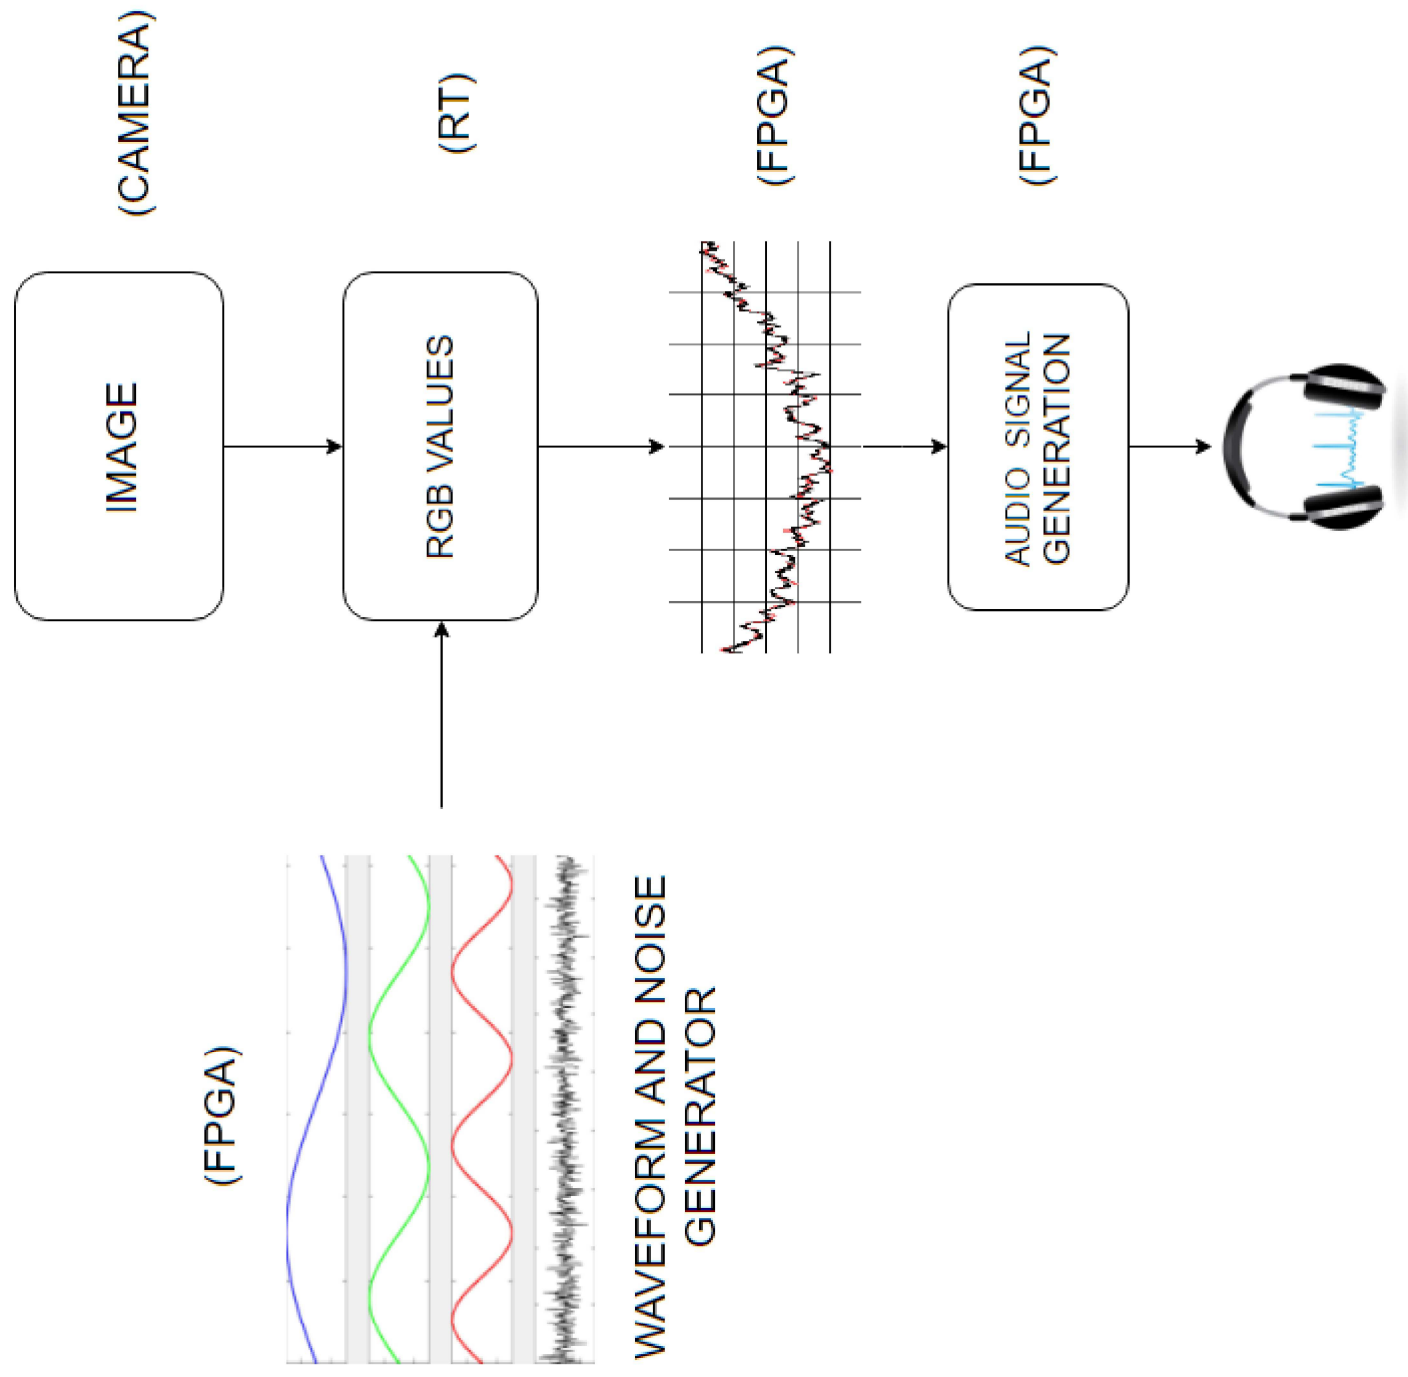 (CAMERA)
(RT)
(FPGA)
(FPGA)
IMAGE
RGB VALUES
AUDIO SIGNAL
GENERATION
(FPGA)
WAVEFORM AND NOISE
GENERATOR